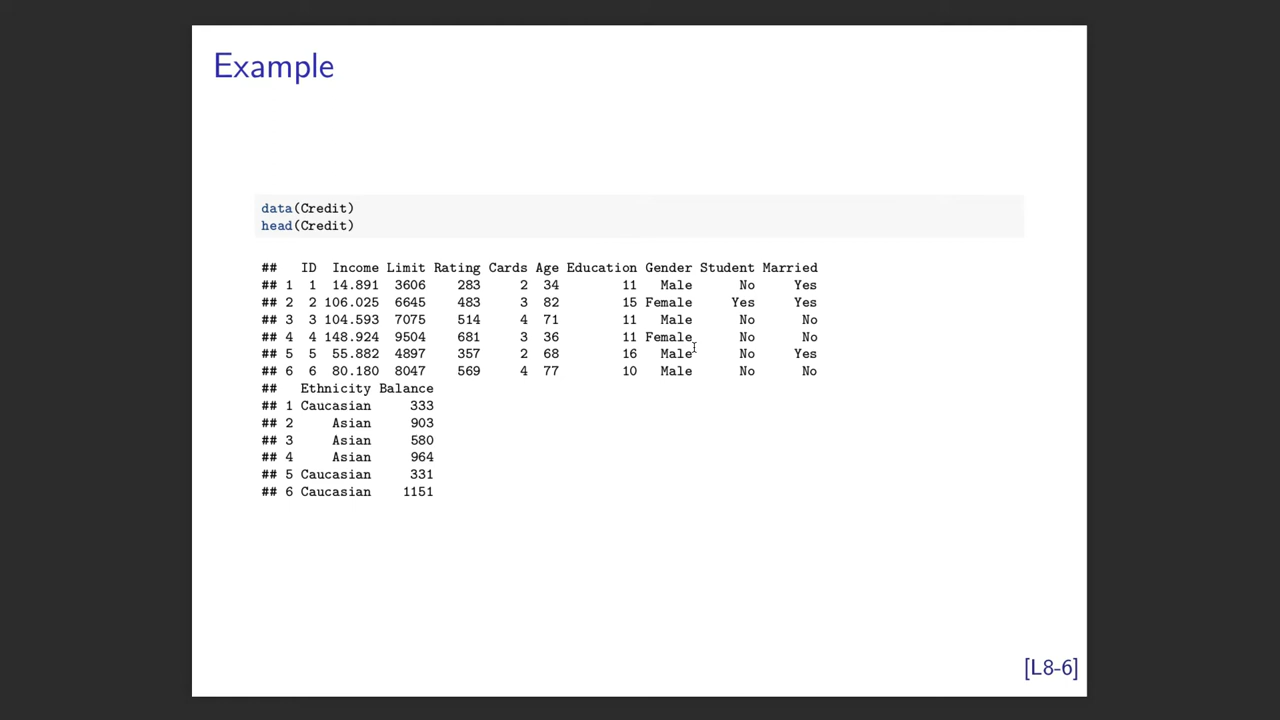 Example
data(Credit)
head(Credit)
## ID Income Limit Rating Cards Age Education Gender Student Married
## 1 1 14.891 3606 283 2 34 11 Male No Yes
## 2 2 106.025 6645 483 3 82 15 Female Yes Yes
## 3 3 104.593 7075 514 4 71 11 Male No No
## 4 4 148.924 9504 681 3 36 11 Female No No
## 5 5 55.882 4897 357 2 68 16 Male No Yes
## 6 6 80.180 8047 569 4 77 10 Male No No
## Ethnicity Balance
## 1 Caucasian 333
## 2 Asian 903
## 3 Asian 580
## 4 Asian 964
## 5 Caucasian 331
## 6 Caucasian 1151
[L8-6]